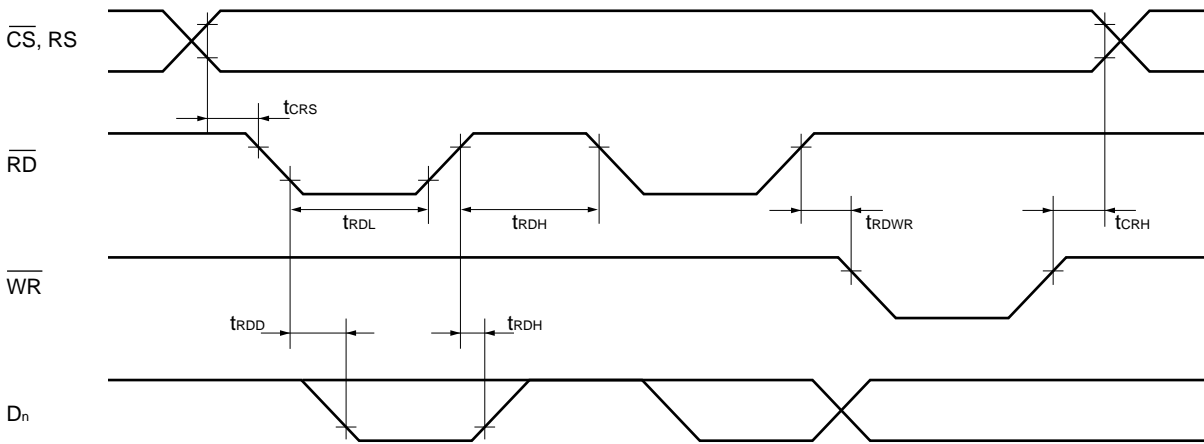 CS, RS
tCRS
RD
tRDL
tRDH
tRDWR
tCRH
WR
tRDD
tRDH
Dn